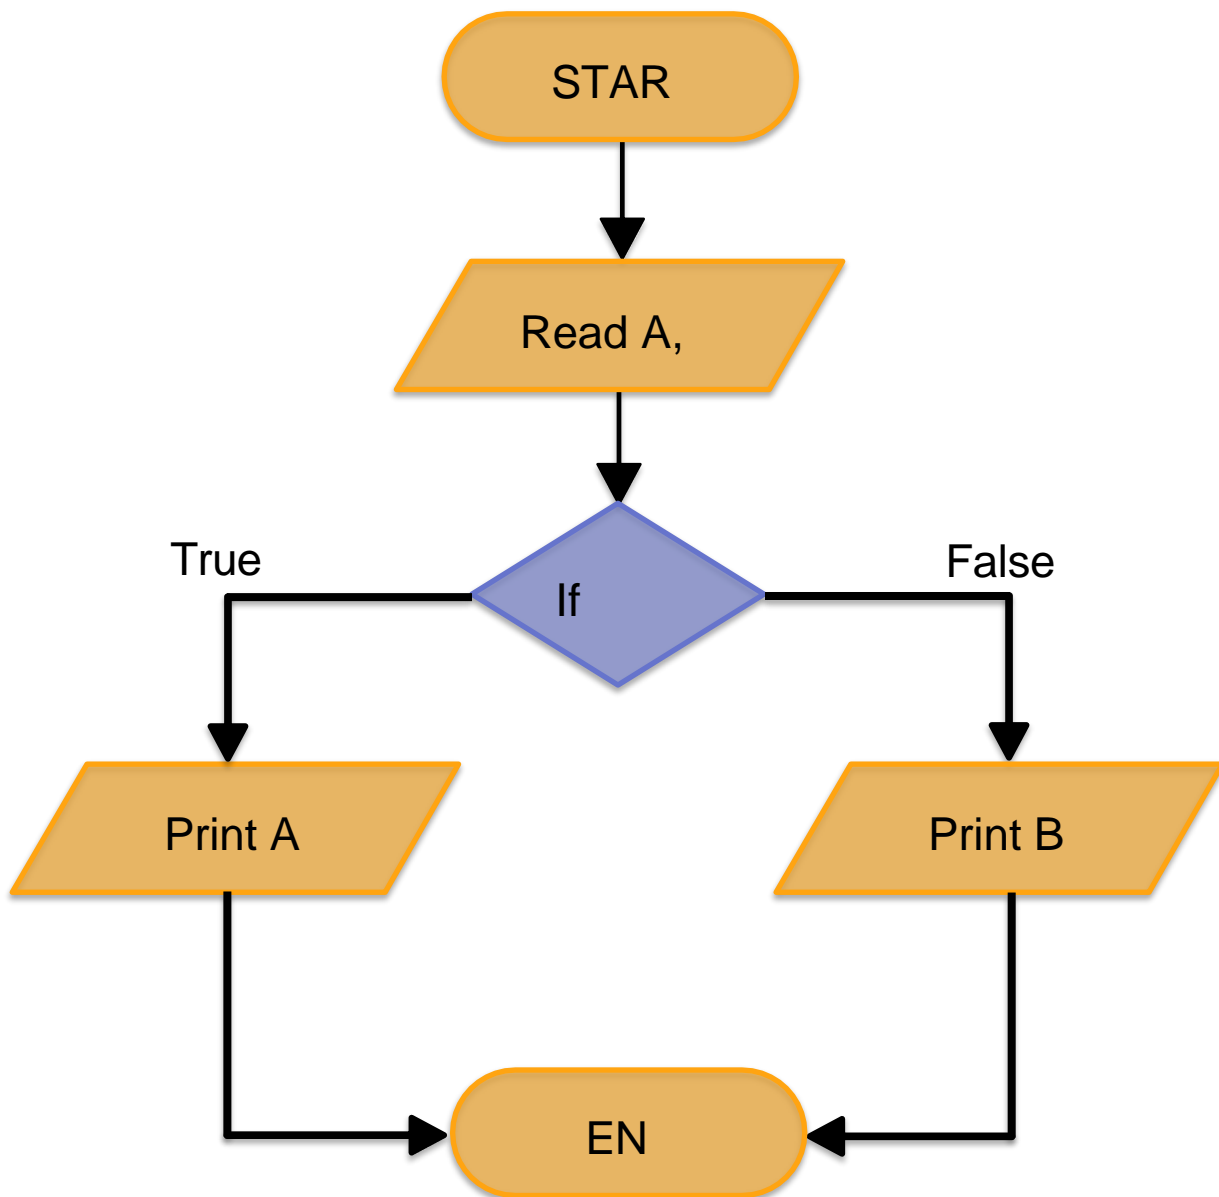 STAR
Read A,
True
False
If
Print A
Print B
EN